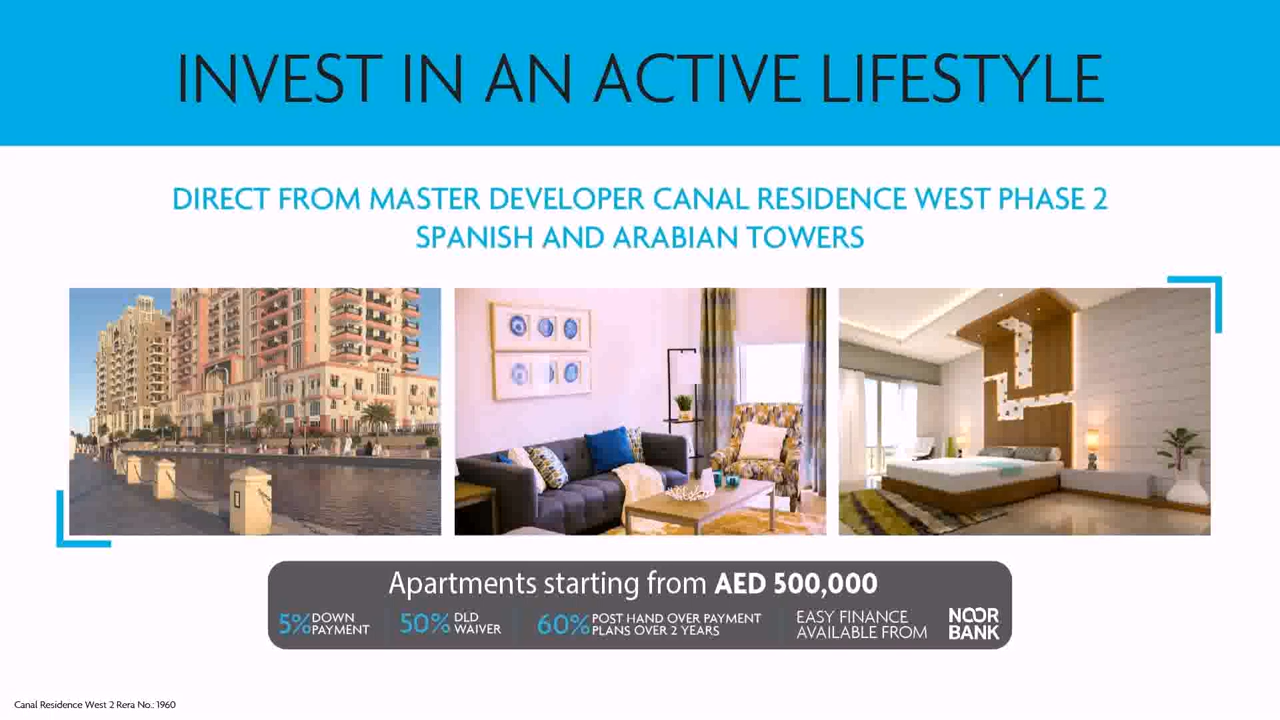 INVEST IN AN ACTIVE LIFESTYLE
DIRECT FROM MASTER DEVELOPER CANAL RESIDENCE WEST PHASE 2
SPANISH AND ARABIAN TOWERS
Apartments starting from AED 500,000
5% DOWN PAYMENT
50% DLD WAIVER
60% POST HAND OVER PAYMENT PLANS OVER 2 YEARS
EASY FINANCE AVAILABLE FROM
NOOR BANK
Canal Residence West 2 Rera No.: 1960